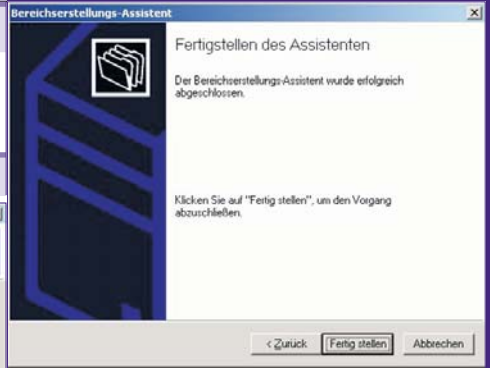 Bereichserstellungs-Assistent
Fertigstellen des Assistenten
Der Bereichserstellungs-Assistent wurde erfolgreich
abgeschlossen.
Klicken Sie auf "Fertig stellen", um den Vorgang
abzuschließen.
< Zurück Fertig stellen Abbrechen